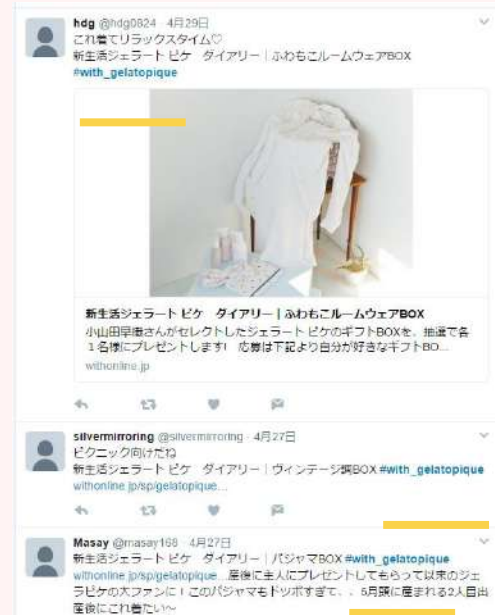 hdg @hdg0824・4月29日
これ着てリラックスタイム♡
新生活ジェラート ピケ ダイアリー｜ふわもこルームウェアBOX
#with_gelatopique
新生活ジェラート ピケ ダイアリー｜ふわもこルームウェアBOX
小山田早織さんがセレクトしたジェラート ピケのギフトBOXを、抽選で各
１名様にプレゼントします! 応募は下記より自分が好きなギフトBO...
withonline.jp
silvermirroring @silvermirroring・4月27日
ピクニック向けだね
新生活ジェラート ピケ ダイアリー｜ヴィンテージ調BOX #with_gelatopique
withonline.jp/sp/gelatopique...
Masay @masay168・4月27日
新生活ジェラート ピケ ダイアリー｜パジャマBOX #with_gelatopique
withonline.jp/sp/gelatopique...産後に主人にプレゼントしてもらって以来のジェ
ラピケの大ファンに！このパジャマもドツボすぎて、、5月頭に産まれる2人目出
産後にこれ着たい〜